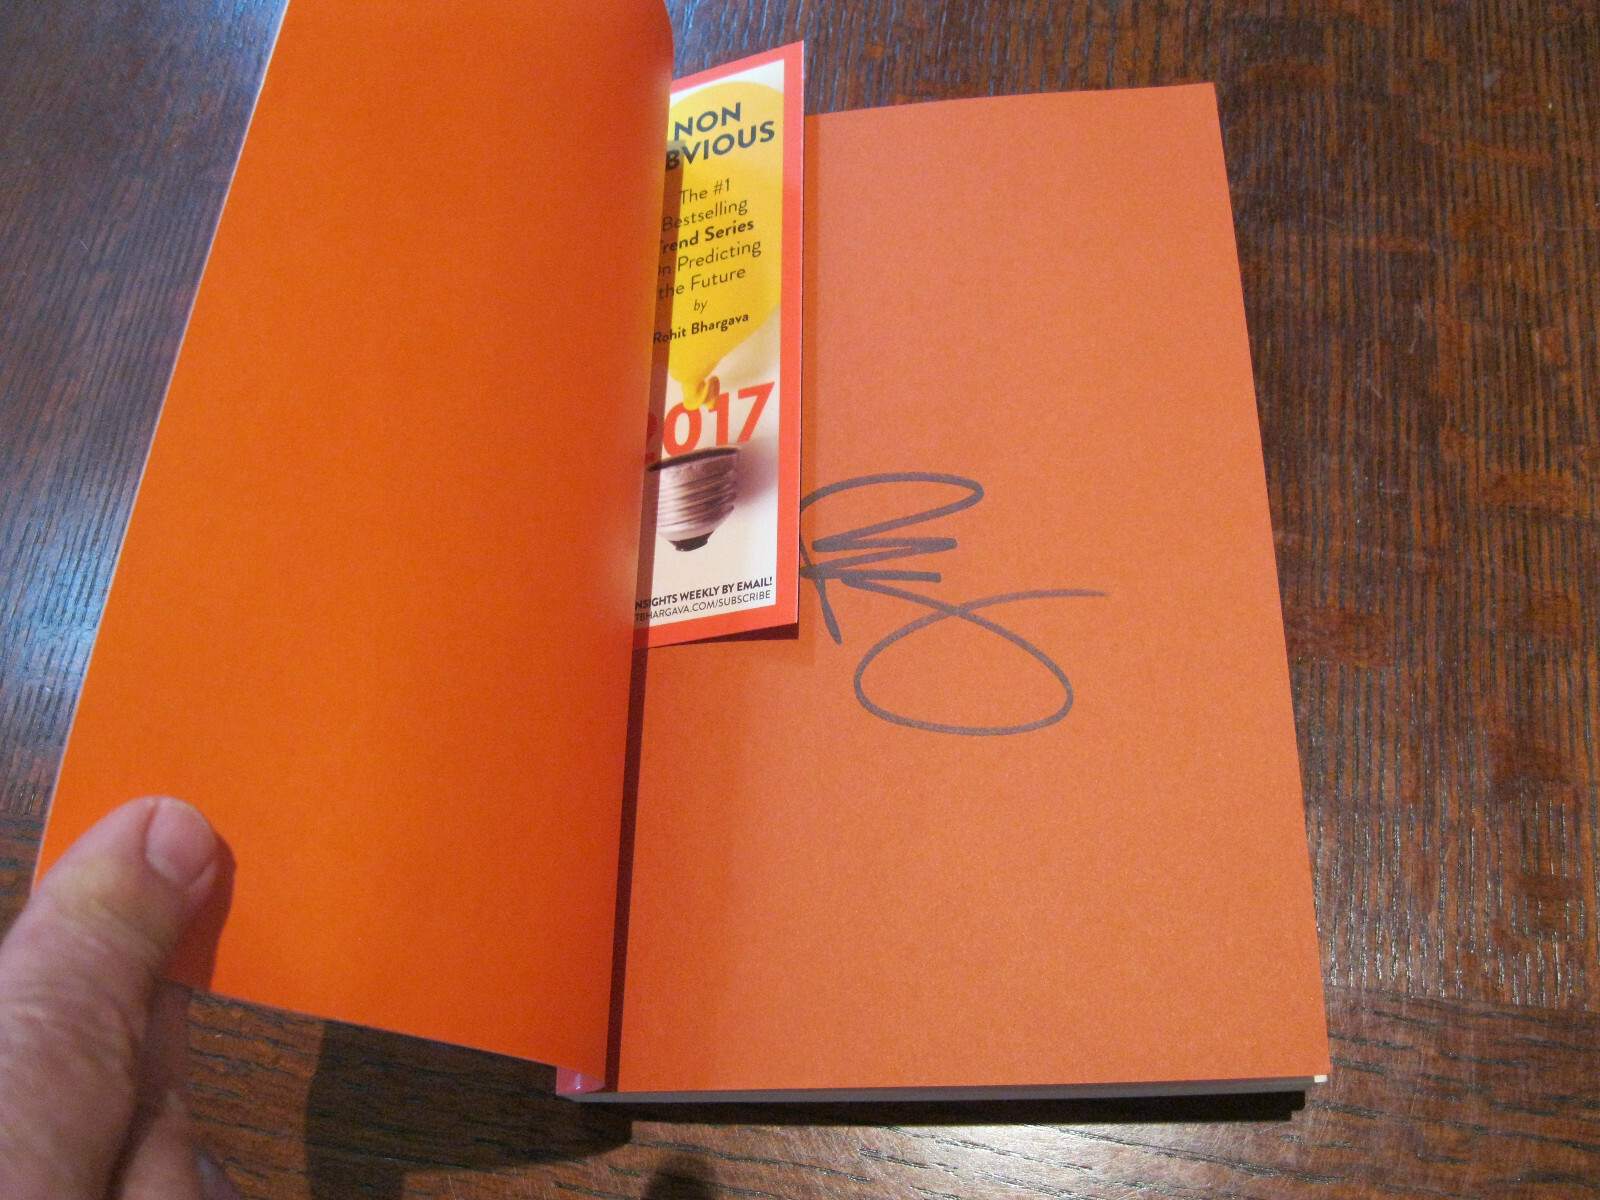 NON
BVIOUS
The #1
Bestselling
Trend Series
On Predicting
the Future
by
Rohit Bhargava
2017
NSIGHTS WEEKLY BY EMAIL!
TBHARGAVA.COM/SUBSCRIBE